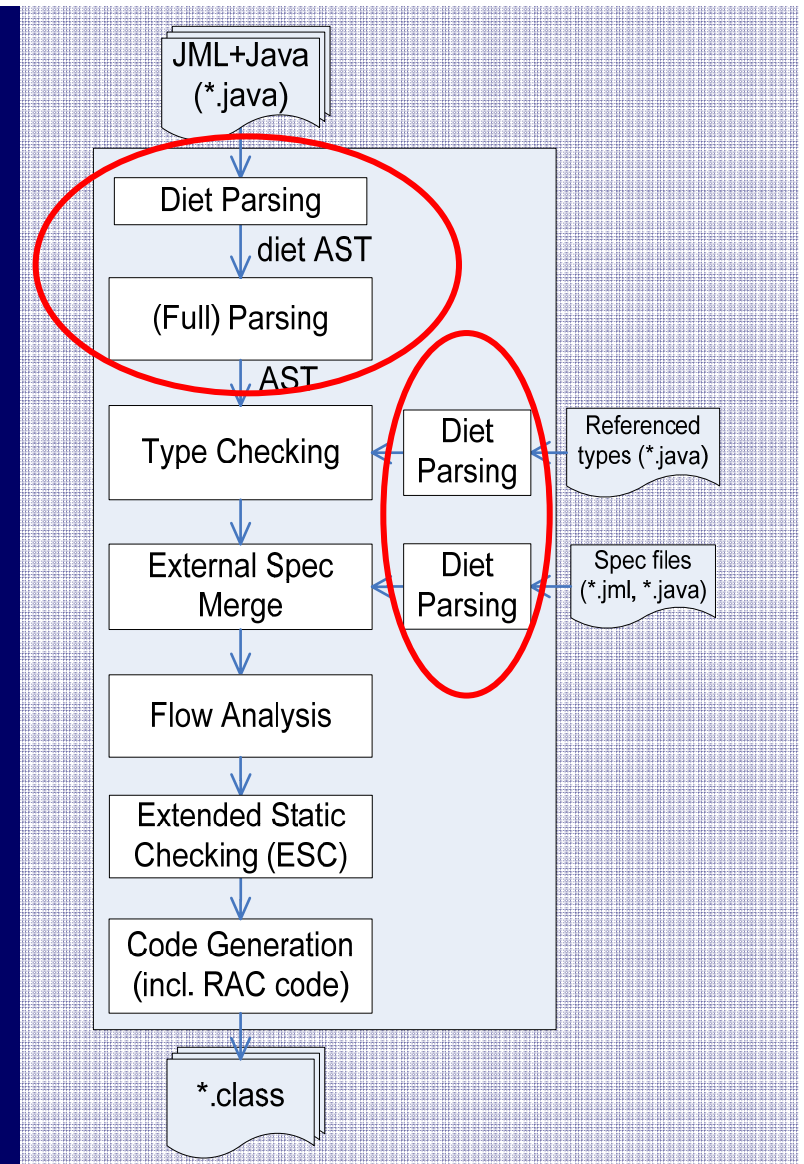 JML+Java
(*.java)
Diet Parsing
diet AST
(Full) Parsing
AST
Type Checking
Diet
Parsing
Referenced
types (*.java)
External Spec
Merge
Diet
Parsing
Spec files
(*.jml, *.java)
Flow Analysis
Extended Static
Checking (ESC)
Code Generation
(incl. RAC code)
*.class